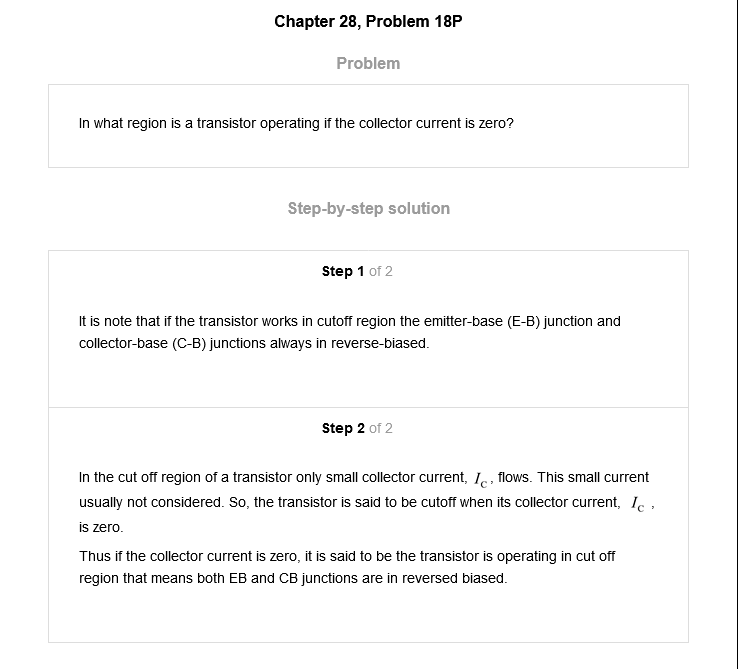 Chapter 28, Problem 18P
Problem
In what region is a transistor operating if the collector current is zero?
Step-by-step solution
Step 1 of 2
It is note that if the transistor works in cutoff region the emitter-base (E-B) junction and
collector-base (C-B) junctions always in reverse-biased.
Step 2 of 2
In the cut off region of a transistor only small collector current, I_C, flows. This small current
usually not considered. So, the transistor is said to be cutoff when its collector current, I_C ,
is zero.
Thus if the collector current is zero, it is said to be the transistor is operating in cut off
region that means both EB and CB junctions are in reversed biased.